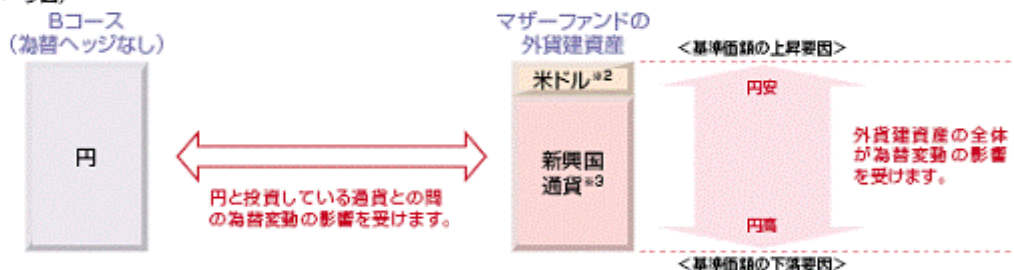 Bコース
（為替ヘッジなし）
円
円と投資している通貨との間
の為替変動の影響を受けます。
マザーファンドの
外貨建資産
米ドル※2
新興国
通貨※3
＜基準価額の上昇要因＞
円安
外貨建資産の全体
が為替変動の影響
を受けます。
円高
＜基準価額の下落要因＞